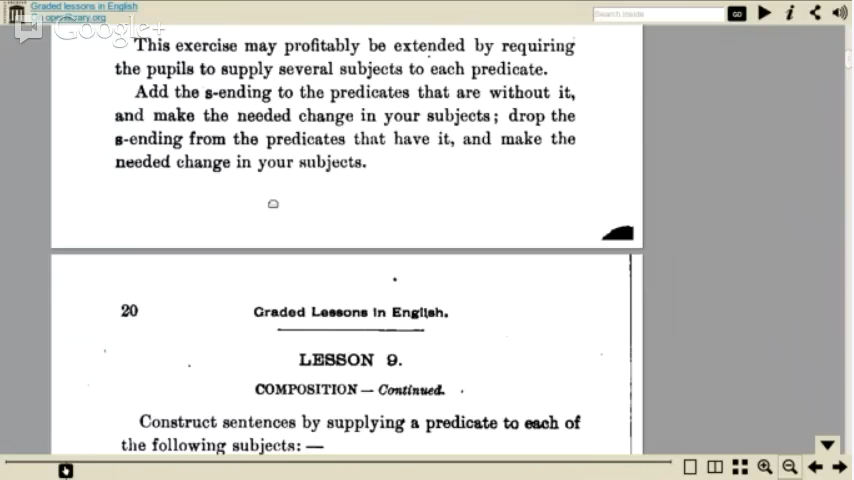 Graded lessons in English
Google+
Search inside
GO
This exercise may profitably be extended by requiring
the pupils to supply several subjects to each predicate.
Add the s-ending to the predicates that are without it,
and make the needed change in your subjects; drop the
s-ending from the predicates that have it, and make the
needed change in your subjects.
20
Graded Lessons in English.
LESSON 9.
COMPOSITION — Continued.
Construct sentences by supplying a predicate to each of
the following subjects: —